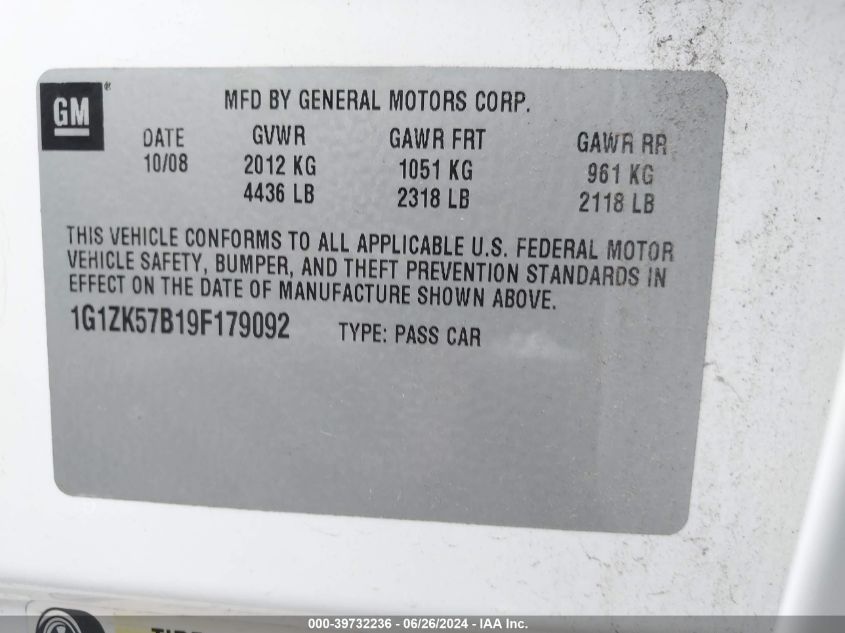 GM®
MFD BY GENERAL MOTORS CORP.
DATE GVWR GAWR FRT GAWR RR
10/08 2012 KG 1051 KG 961 KG
4436 LB 2318 LB 2118 LB
THIS VEHICLE CONFORMS TO ALL APPLICABLE U.S. FEDERAL MOTOR
VEHICLE SAFETY, BUMPER, AND THEFT PREVENTION STANDARDS IN
EFFECT ON THE DATE OF MANUFACTURE SHOWN ABOVE.
1G1ZK57B19F179092 TYPE: PASS CAR
000-39732236 - 06/26/2024 - IAA Inc.